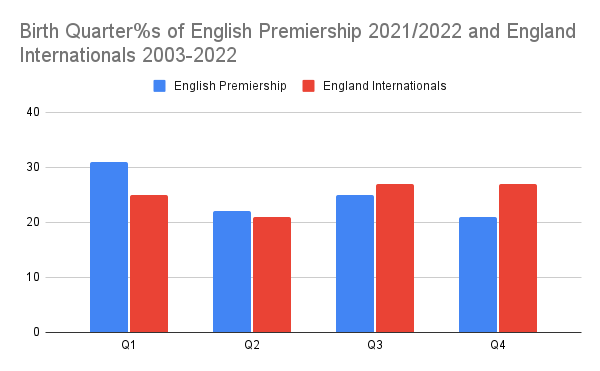 Birth Quarter%s of English Premiership 2021/2022 and England
Internationals 2003-2022
English Premiership
England Internationals
40
30
20
10
0
Q1
Q2
Q3
Q4